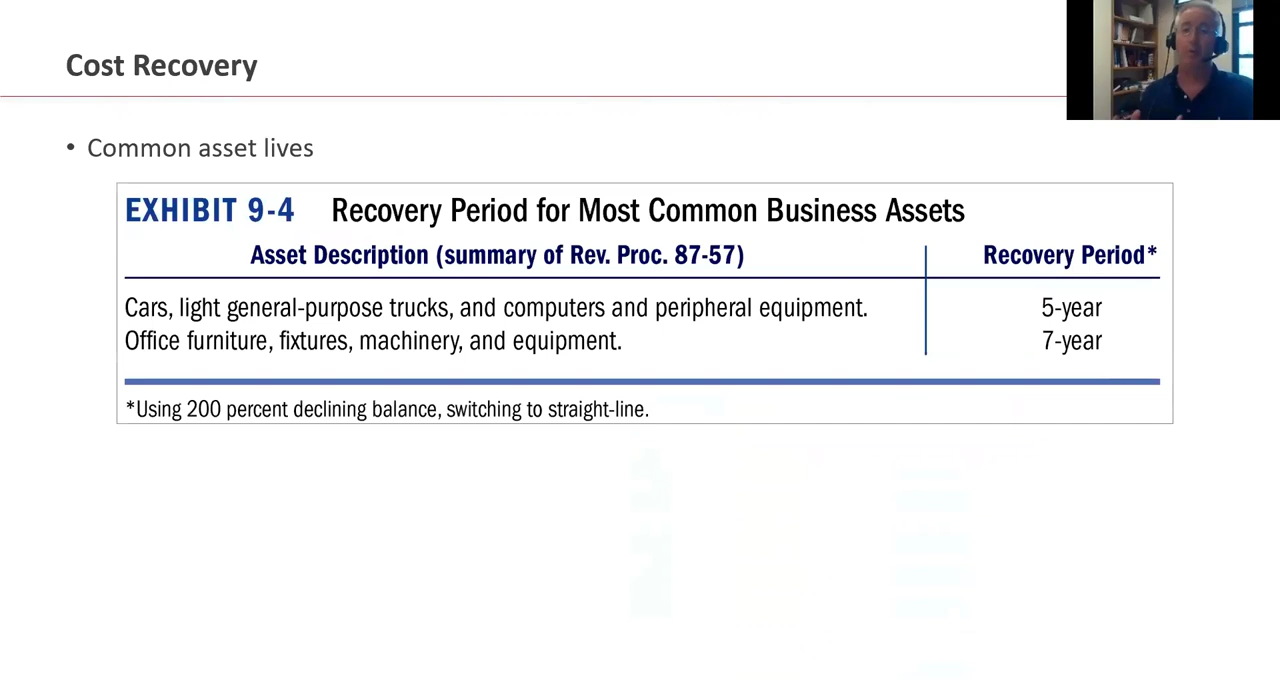 Cost Recovery
• Common asset lives
EXHIBIT 9-4 Recovery Period for Most Common Business Assets
Asset Description (summary of Rev. Proc. 87-57) Recovery Period*
Cars, light general-purpose trucks, and computers and peripheral equipment. 5-year
Office furniture, fixtures, machinery, and equipment. 7-year
*Using 200 percent declining balance, switching to straight-line.